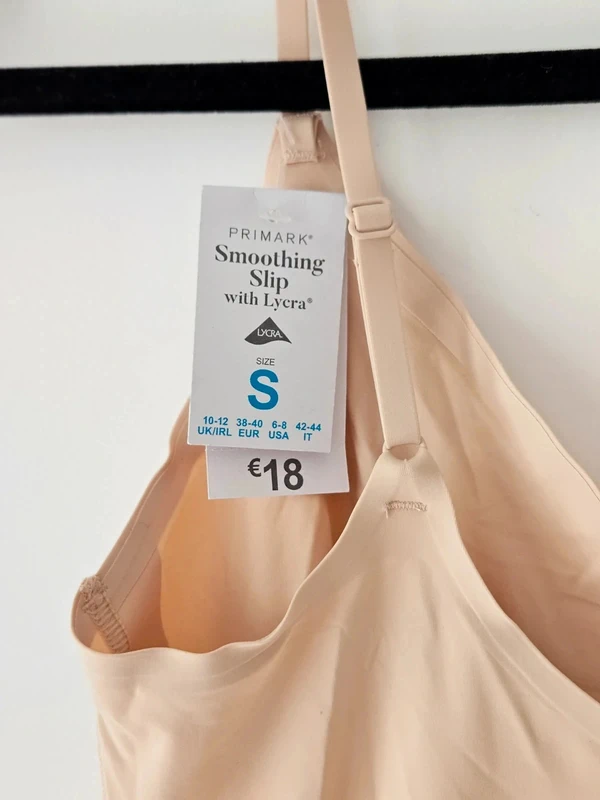 PRIMARK®
Smoothing
Slip
with Lycra®
LYCRA
SIZE
S
10-12 38-40 6-8 42-44
UK/IRL EUR USA IT
€18